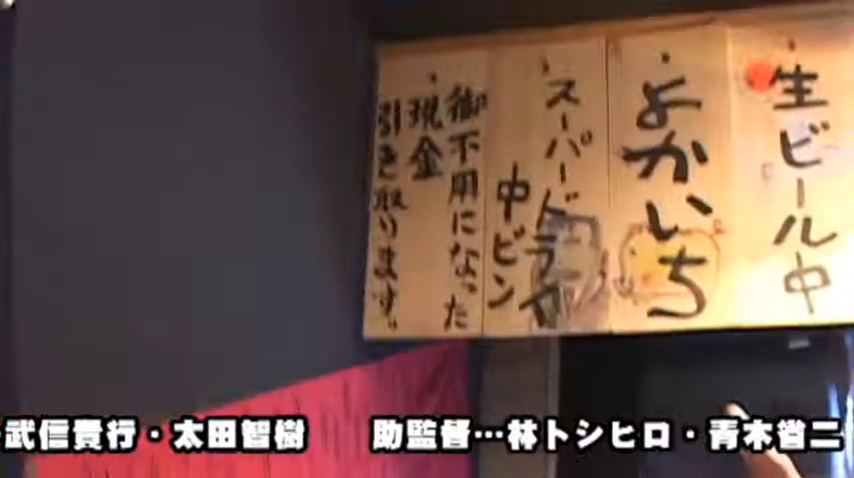 生ビール中
よかいち
スーパードライ
中ビン
御不用になった
現金
引き取ります。
武信貴行・太田智樹　　助監督…林トシヒロ・青木省二